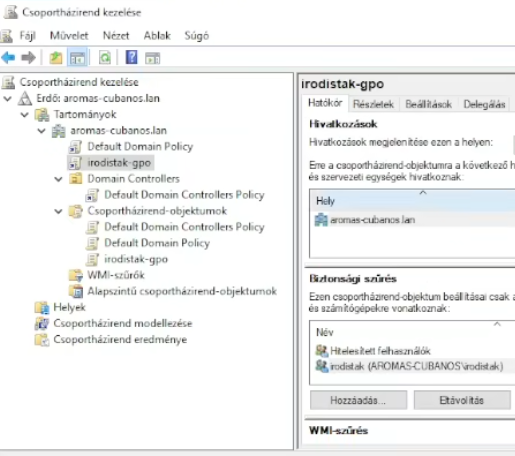 Csoportházirend kezelése
Fájl Művelet Nézet Ablak Súgó
Csoportházirend kezelése
Erdő: aromas-cubanos.lan
Tartományok
aromas-cubanos.lan
Default Domain Policy
irodistak-gpo
Domain Controllers
Default Domain Controllers Policy
Csoportházirend-objektumok
Default Domain Controllers Policy
Default Domain Policy
irodistak-gpo
WMI-szűrők
Alapszintű csoportházirend-objektumok
Helyek
Csoportházirend modellezése
Csoportházirend eredménye
irodistak-gpo
Hatókör Részletek Beállítások Delegálás
Hivatkozások
Hivatkozások megjelenítése ezen a helyen:
Erre a csoportházirend-objektumra a következő h
és szervezeti egységek hivatkoznak:
Hely
aromas-cubanos.lan
Biztonsági szűrés
Ezen csoportházirend-objektum beállításai csak a
és számítógépekre vonatkoznak:
Név
Hitelesített felhasználók
irodistak (AROMAS-CUBANOS\irodistak)
Hozzáadás... Eltávolítás
WMI-szűrés